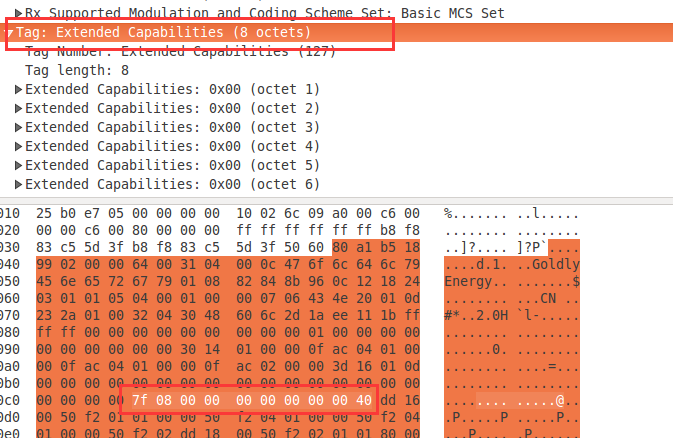 Rx Supported Modulation and Coding Scheme Set: Basic MCS Set
Tag: Extended Capabilities (8 octets)
Tag Number: Extended Capabilities (127)
Tag length: 8
Extended Capabilities: 0x00 (octet 1)
Extended Capabilities: 0x00 (octet 2)
Extended Capabilities: 0x00 (octet 3)
Extended Capabilities: 0x00 (octet 4)
Extended Capabilities: 0x00 (octet 5)
Extended Capabilities: 0x00 (octet 6)
010 25 b0 e7 05 00 00 00 00 10 02 6c 09 a0 00 c6 00 %....... ..l.....
020 00 00 c6 00 80 00 00 00 ff ff ff ff ff ff b8 f8 ........ ........
030 83 c5 5d 3f b8 f8 83 c5 5d 3f 50 60 80 a1 b5 18 ..]?.... ]?P`....
040 99 02 00 00 64 00 31 04 00 0c 47 6f 6c 64 6c 79 ....d.1. ..Goldly
050 45 6e 65 72 67 79 01 08 82 84 8b 96 0c 12 18 24 Energy.. .......$
060 03 01 01 05 04 00 01 00 00 07 06 43 4e 20 01 0d ........ ...CN ..
070 23 2a 01 00 32 04 30 48 60 6c 2d 1a ee 11 1b ff #*..2.0H `l-.....
080 ff ff 00 00 00 00 00 00 00 00 01 00 00 00 00 00 ........ ........
090 00 00 00 00 00 00 30 14 01 00 00 0f ac 04 01 00 ......0. ........
0a0 00 0f ac 04 01 00 00 0f ac 02 00 00 3d 16 01 0d ........ ....=...
0b0 00 00 00 00 00 00 00 00 00 00 00 00 00 00 00 00 ........ ........
0c0 00 00 00 00 7f 08 00 00 00 00 00 00 00 40 dd 16 ........ .....@..
0d0 00 50 f2 01 01 00 00 50 f2 04 01 00 00 50 f2 04 .P.....P .....P..
0e0 01 00 00 50 f2 02 dd 18 00 50 f2 02 01 01 80 00 ...P.... .P......